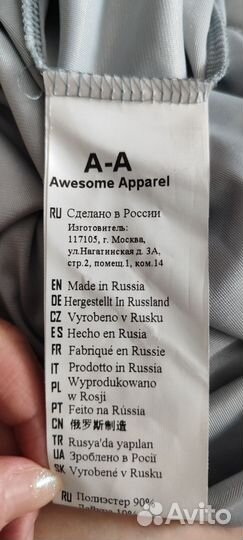 A-A
Awesome Apparel
RU Сделано в России
Изготовитель:
117105, г. Москва,
ул.Нагатинская д. 3А,
стр.2, помещ.1, ком.14
EN Made in Russia
DE Hergestellt In Russland
CZ Vyrobeno v Rusku
ES Hecho en Rusia
FR Fabriqué en Russie
IT Prodotto in Russia
PL Wyprodukowano
w Rosji
PT Feito na Rússia
CN 俄罗斯制造
TR Rusya'da yapılan
UA Зроблено в Росії
SK Vyrobené v Rusku
RU Полиэстер 90%
Avito